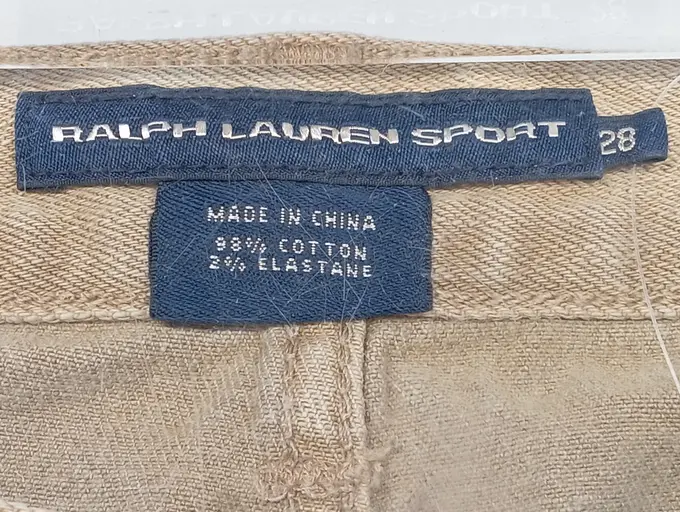 RALPH LAUREN SPORT
28
MADE IN CHINA
98% COTTON
2% ELASTANE